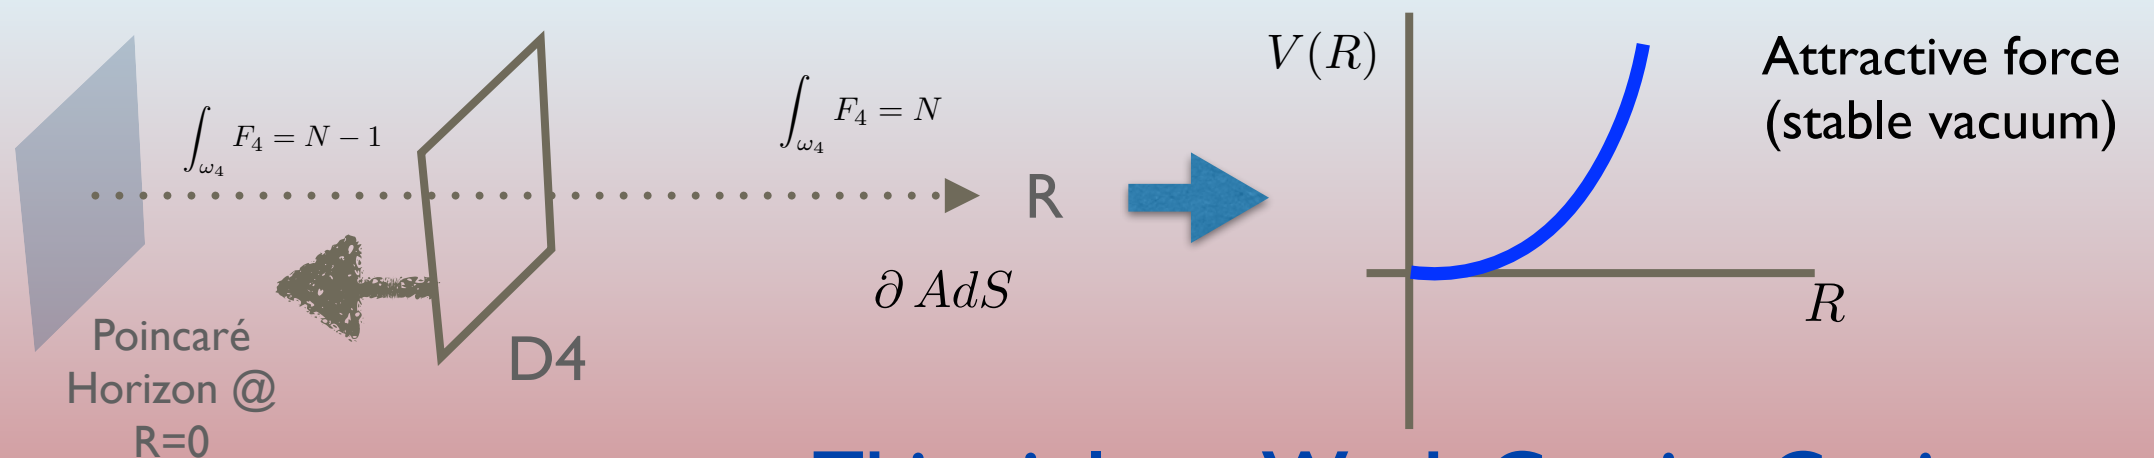 ∫_{ω₄} F₄ = N − 1
∫_{ω₄} F₄ = N
R
∂ AdS
D4
Poincaré
Horizon @
R=0
V(R)
R
Attractive force
(stable vacuum)